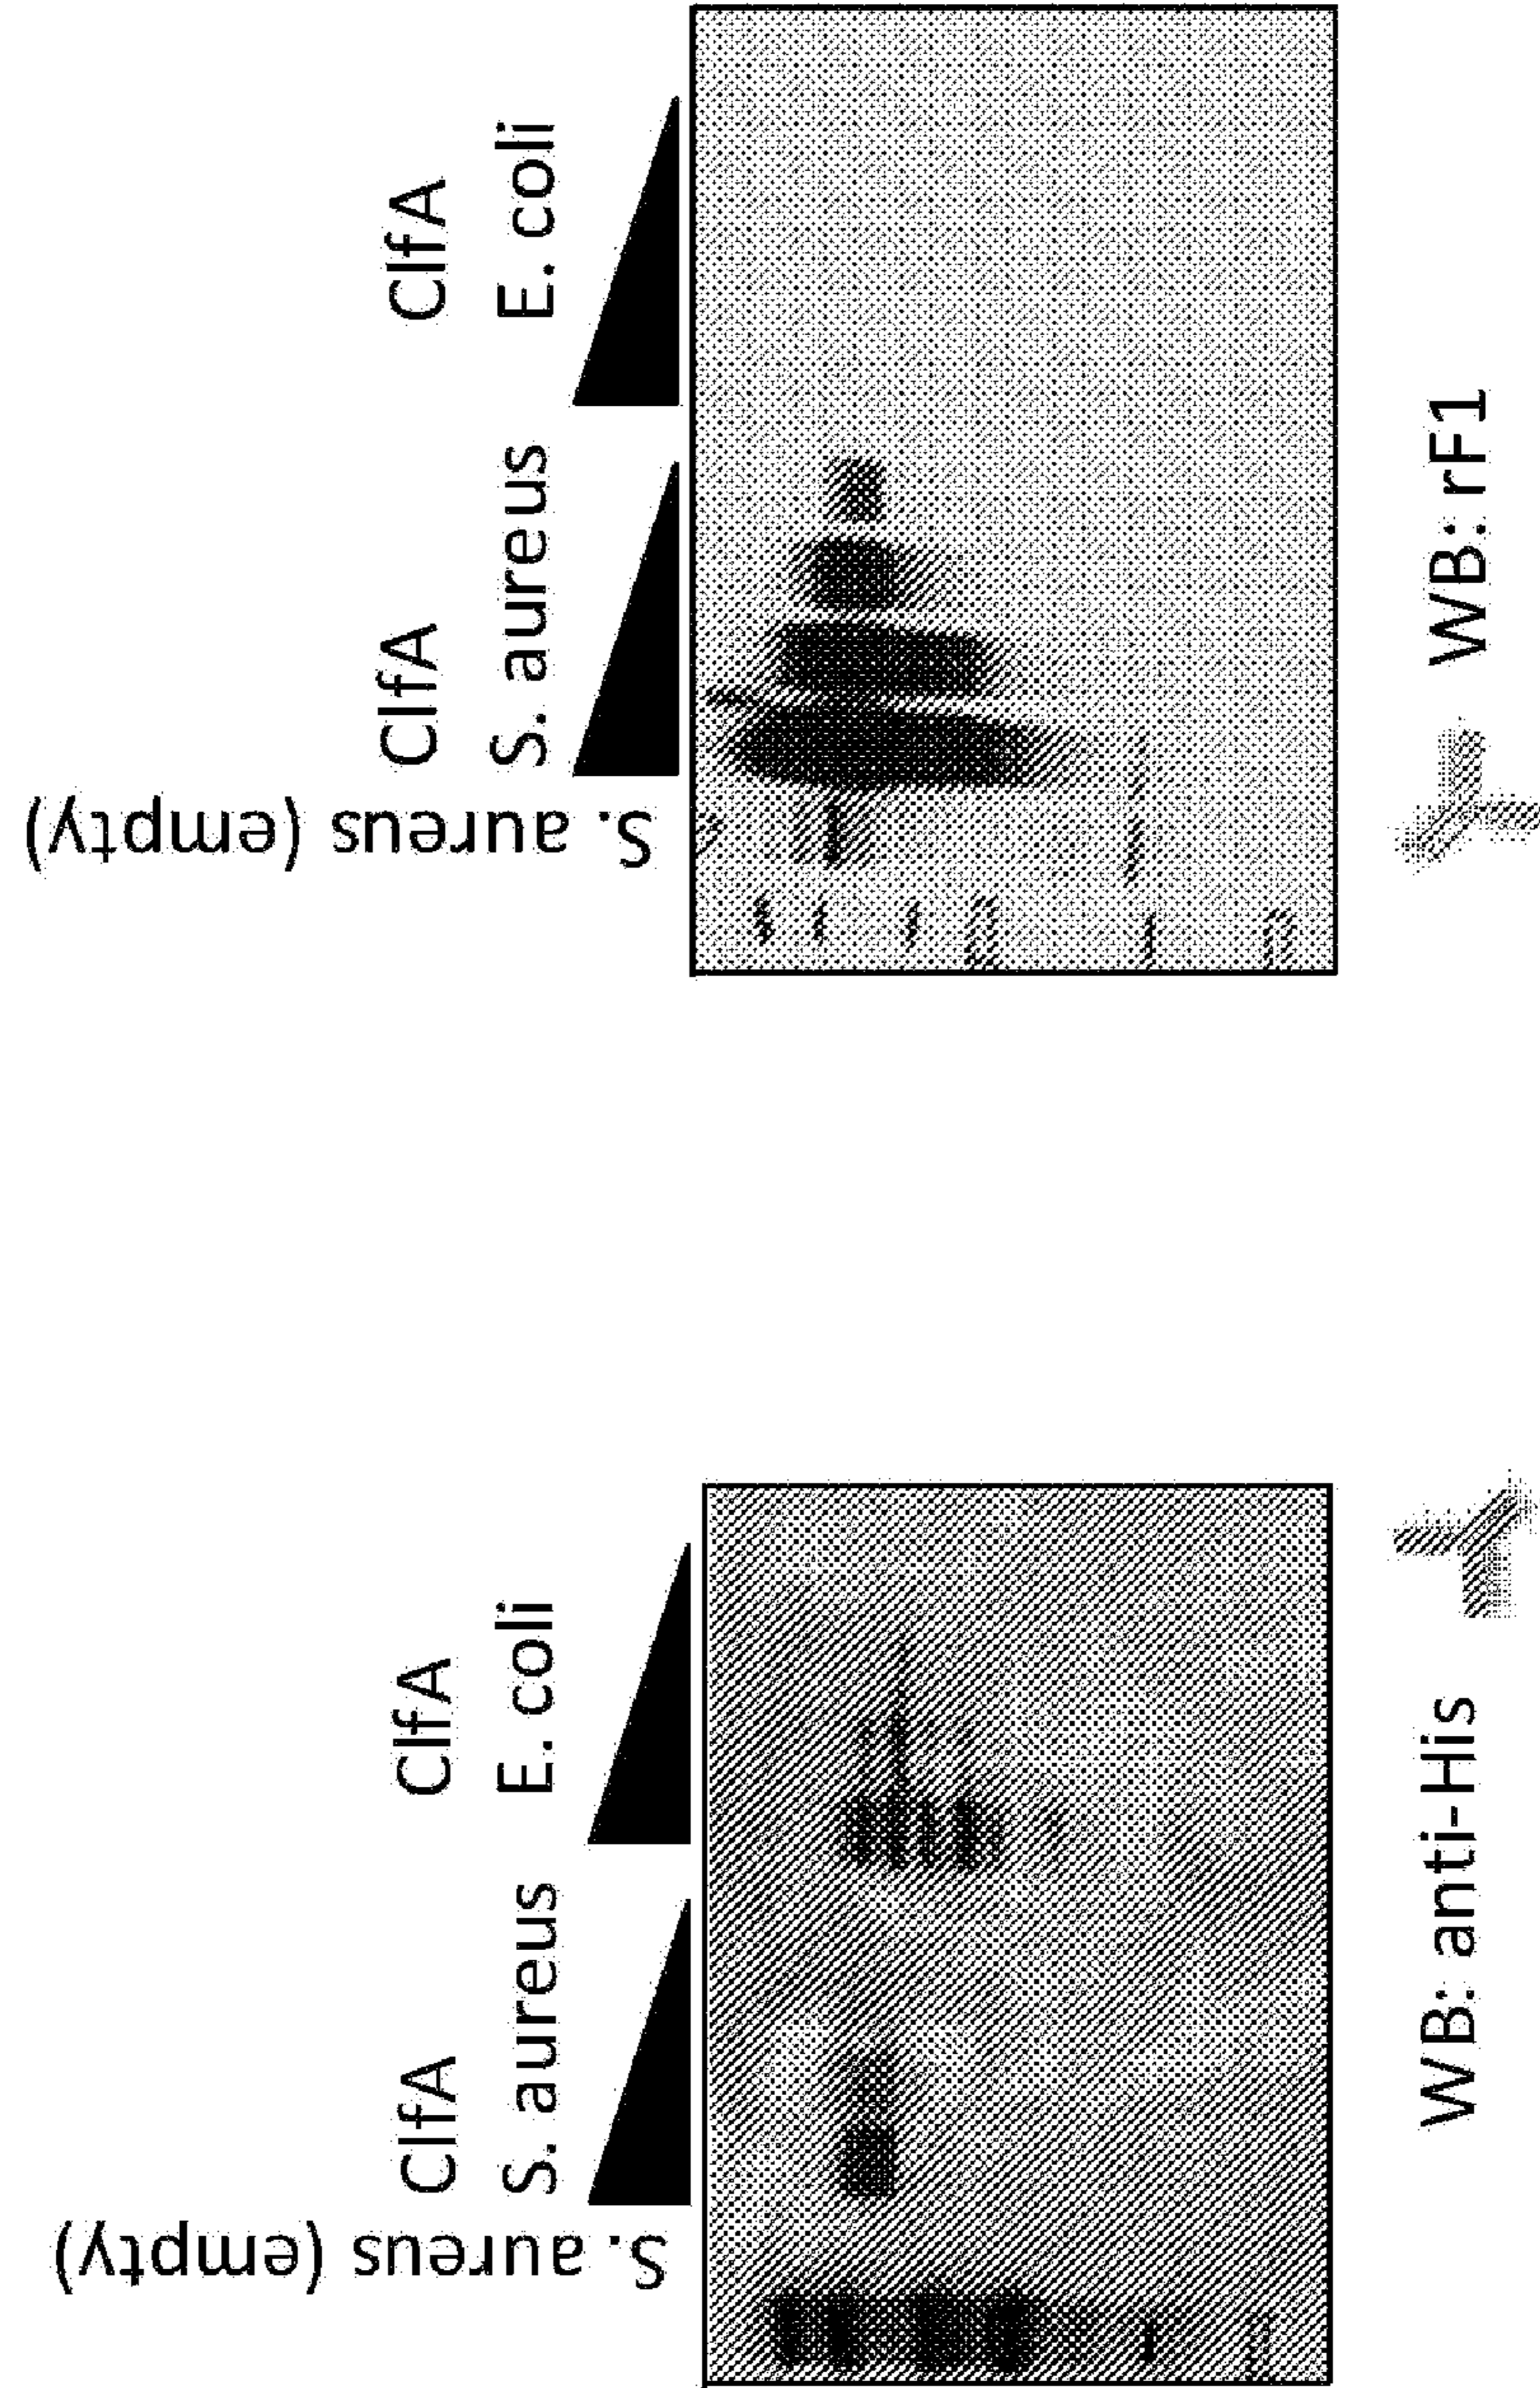 S. aureus (empty)
ClfA
S. aureus
ClfA
E. coli
WB: anti-His
S. aureus (empty)
ClfA
S. aureus
ClfA
E. coli
WB: rF1